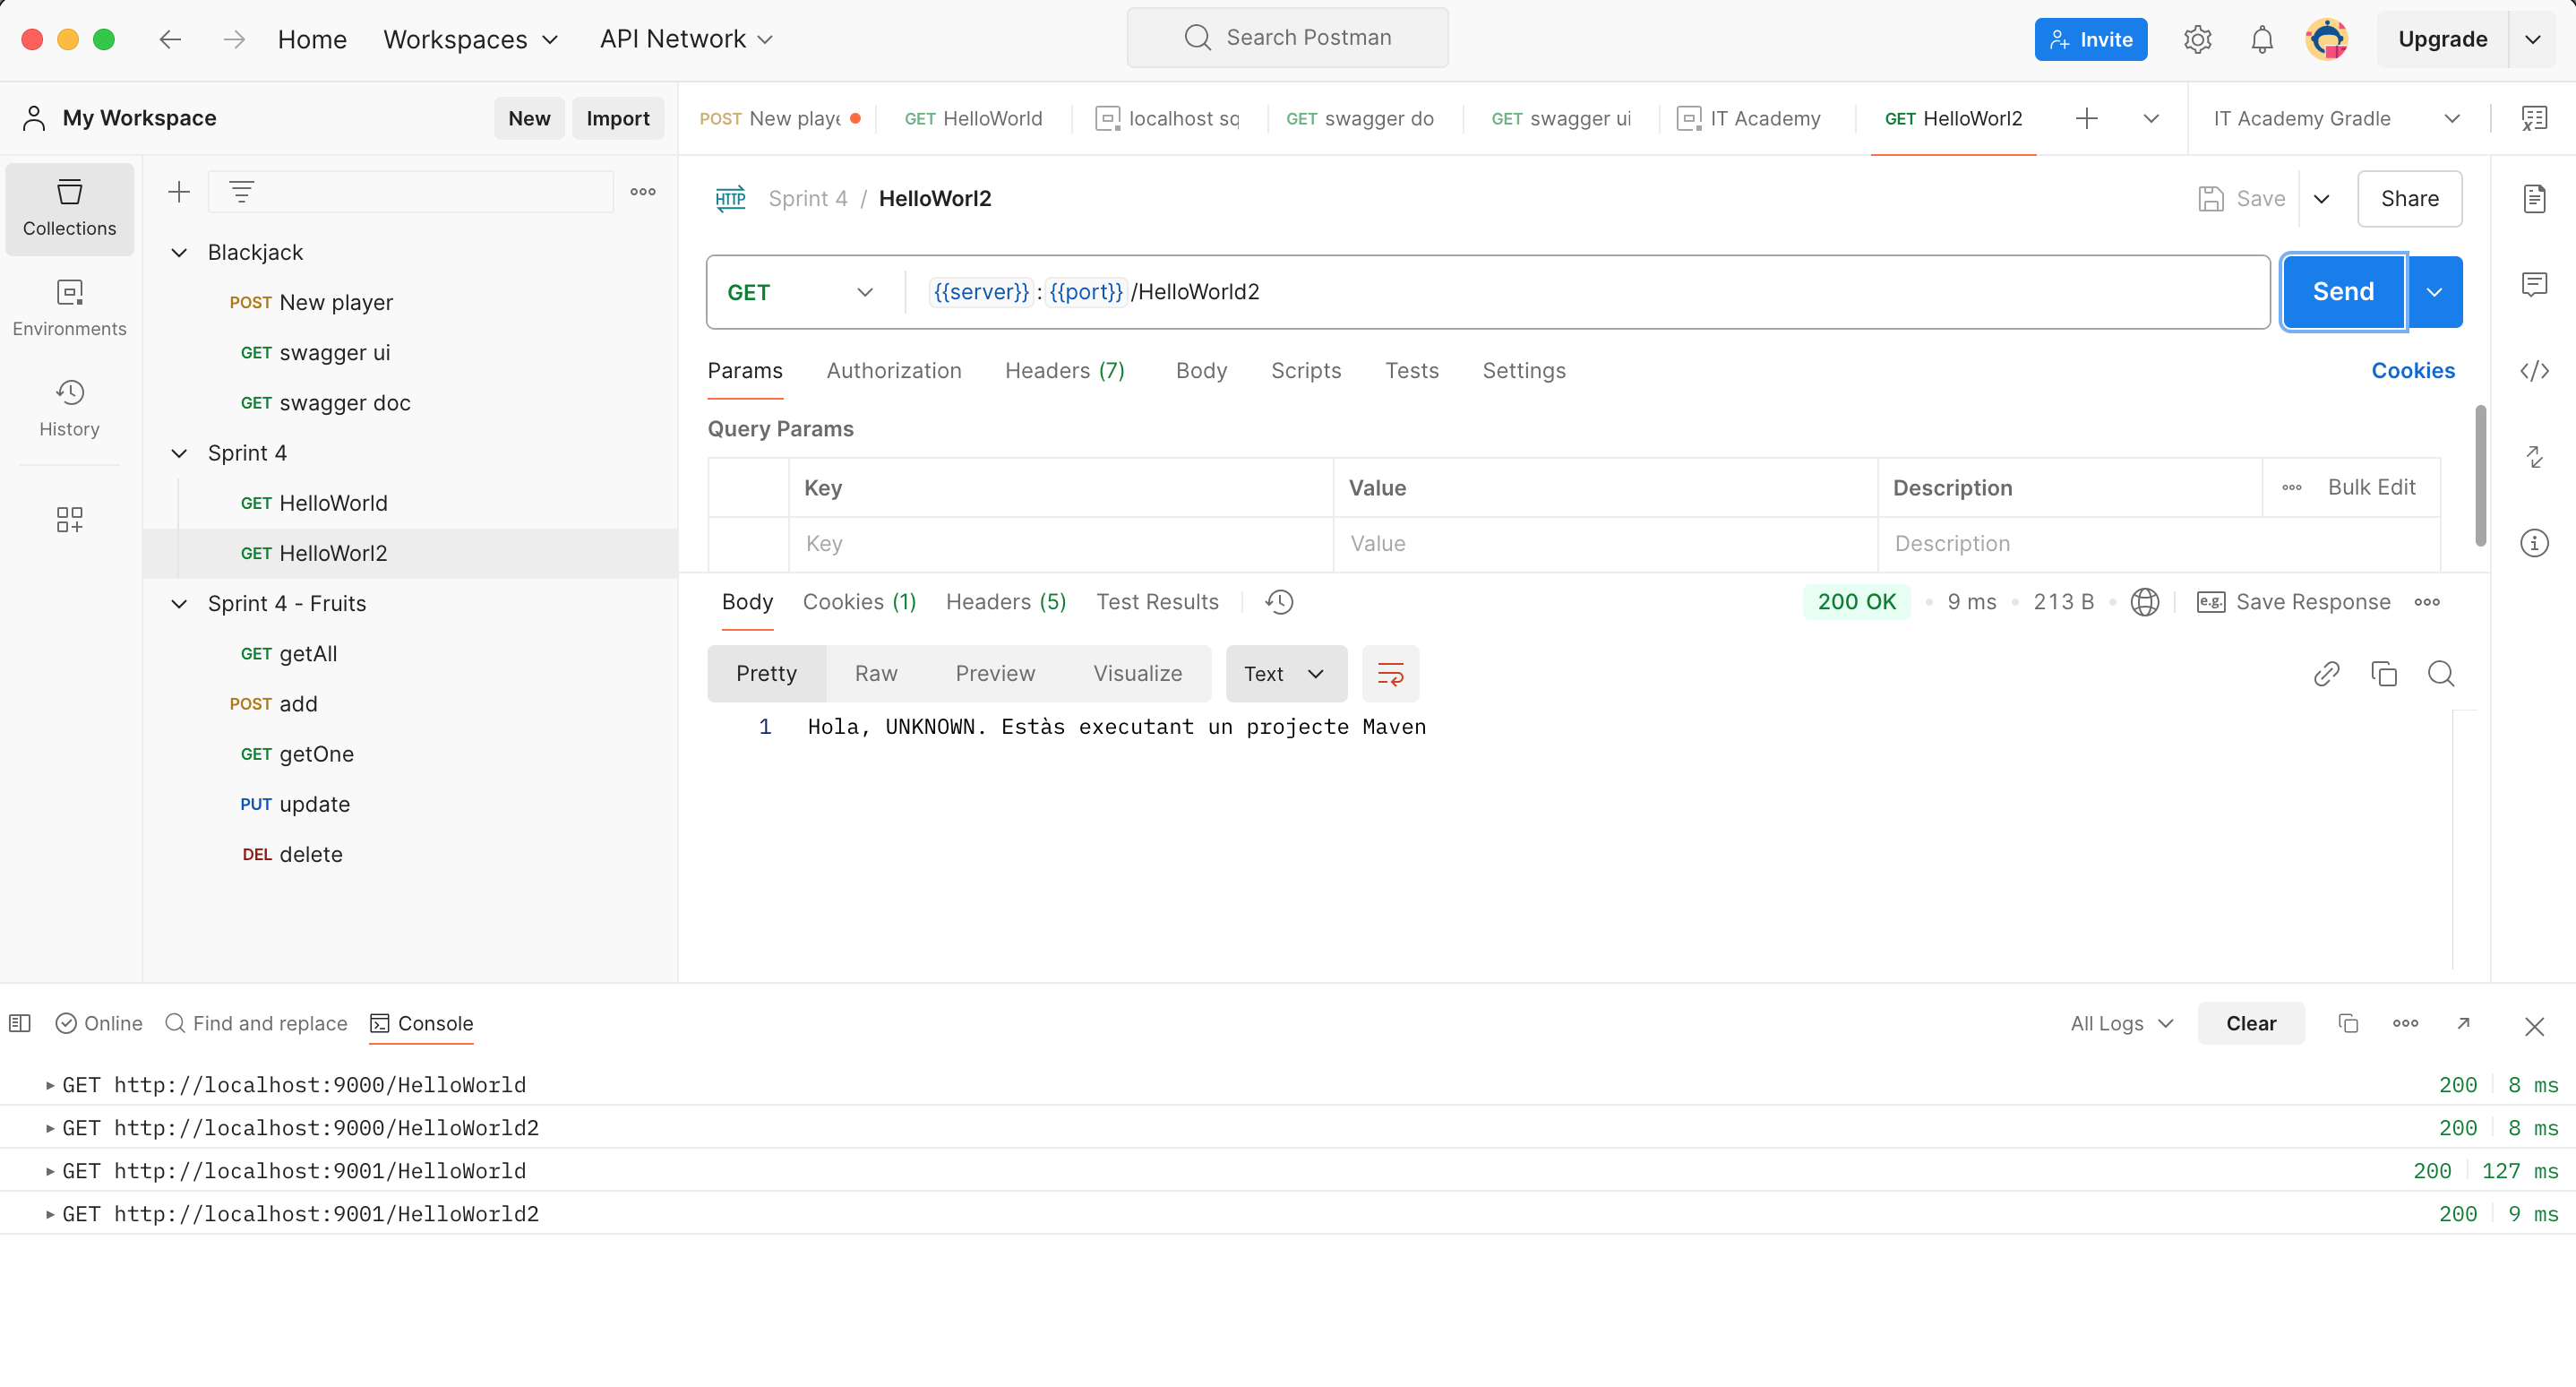 Home Workspaces API Network Search Postman Invite Upgrade
My Workspace New Import
POST New playe GET HelloWorld localhost sq GET swagger do GET swagger ui IT Academy GET HelloWorl2 IT Academy Gradle
Collections
Environments
History
Blackjack
POST New player
GET swagger ui
GET swagger doc
Sprint 4
GET HelloWorld
GET HelloWorl2
Sprint 4 - Fruits
GET getAll
POST add
GET getOne
PUT update
DEL delete
HTTP Sprint 4 / HelloWorl2 Save Share
GET {{server}}:{{port}}/HelloWorld2 Send
Params Authorization Headers (7) Body Scripts Tests Settings Cookies
Query Params
Key Value Description Bulk Edit
Key Value Description
Body Cookies (1) Headers (5) Test Results 200 OK 9 ms 213 B e.g. Save Response
Pretty Raw Preview Visualize Text
1 Hola, UNKNOWN. Estàs executant un projecte Maven
Online Find and replace Console All Logs Clear
GET http://localhost:9000/HelloWorld 200 8 ms
GET http://localhost:9000/HelloWorld2 200 8 ms
GET http://localhost:9001/HelloWorld 200 127 ms
GET http://localhost:9001/HelloWorld2 200 9 ms